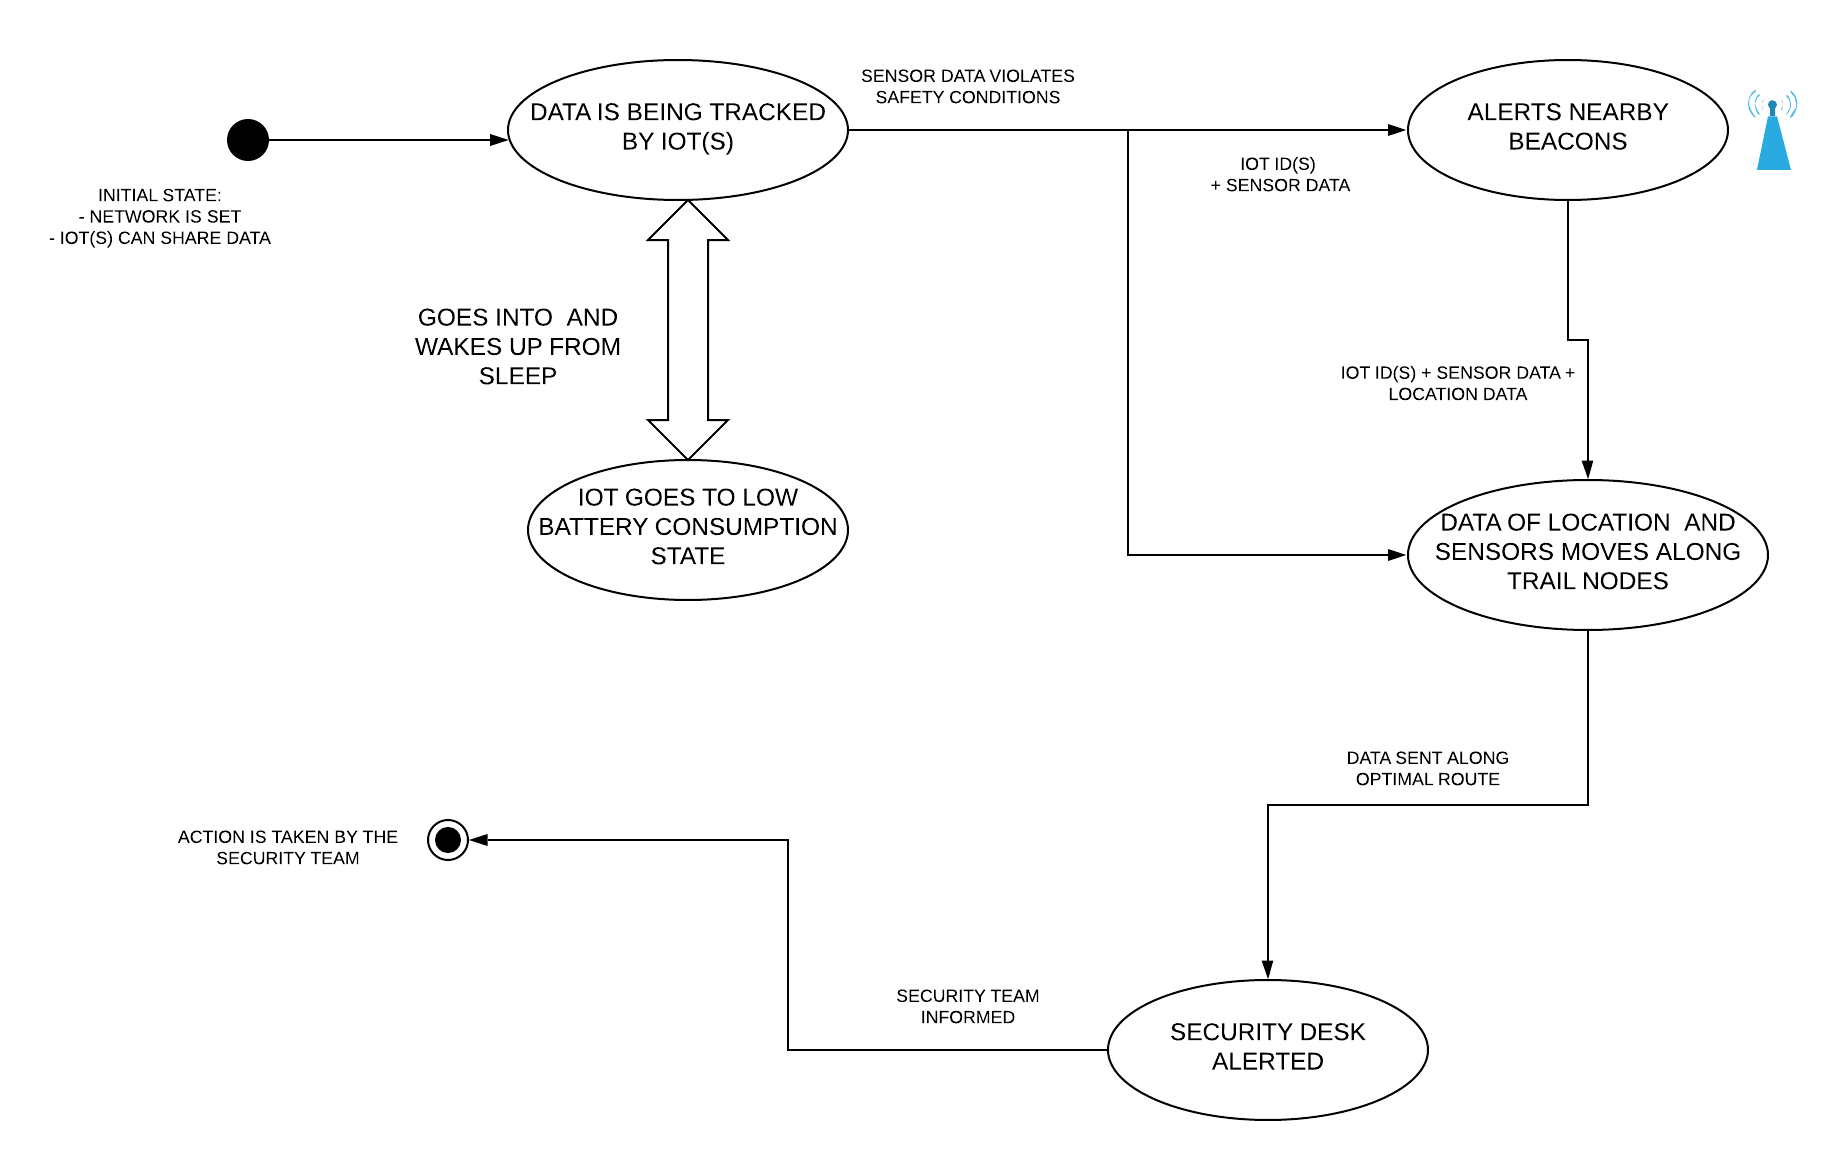 DATA IS BEING TRACKED
BY IOT(S)
SENSOR DATA VIOLATES
SAFETY CONDITIONS
ALERTS NEARBY
BEACONS
IOT ID(S)
+ SENSOR DATA
INITIAL STATE:
- NETWORK IS SET
- IOT(S) CAN SHARE DATA
GOES INTO  AND
WAKES UP FROM
SLEEP
IOT ID(S) + SENSOR DATA +
LOCATION DATA
IOT GOES TO LOW
BATTERY CONSUMPTION
STATE
DATA OF LOCATION  AND
SENSORS MOVES ALONG
TRAIL NODES
DATA SENT ALONG
OPTIMAL ROUTE
ACTION IS TAKEN BY THE
SECURITY TEAM
SECURITY TEAM
INFORMED
SECURITY DESK
ALERTED